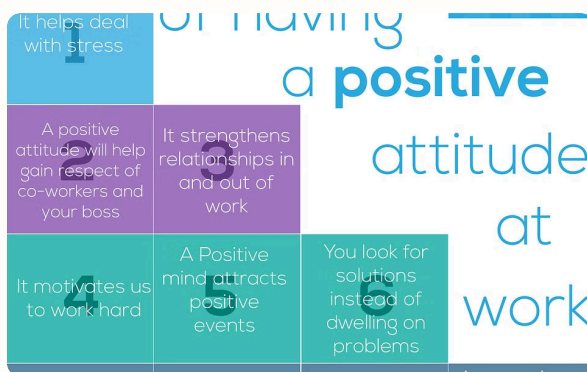 It helps deal
with stress
1
of having
a positive
attitude
at
work
A positive
attitude will help
gain respect of
co-workers and
your boss
2
It strengthens
relationships in
and out of
work
3
It motivates us
to work hard
4
A Positive
mind attracts
positive
events
5
You look for
solutions
instead of
dwelling on
problems
6